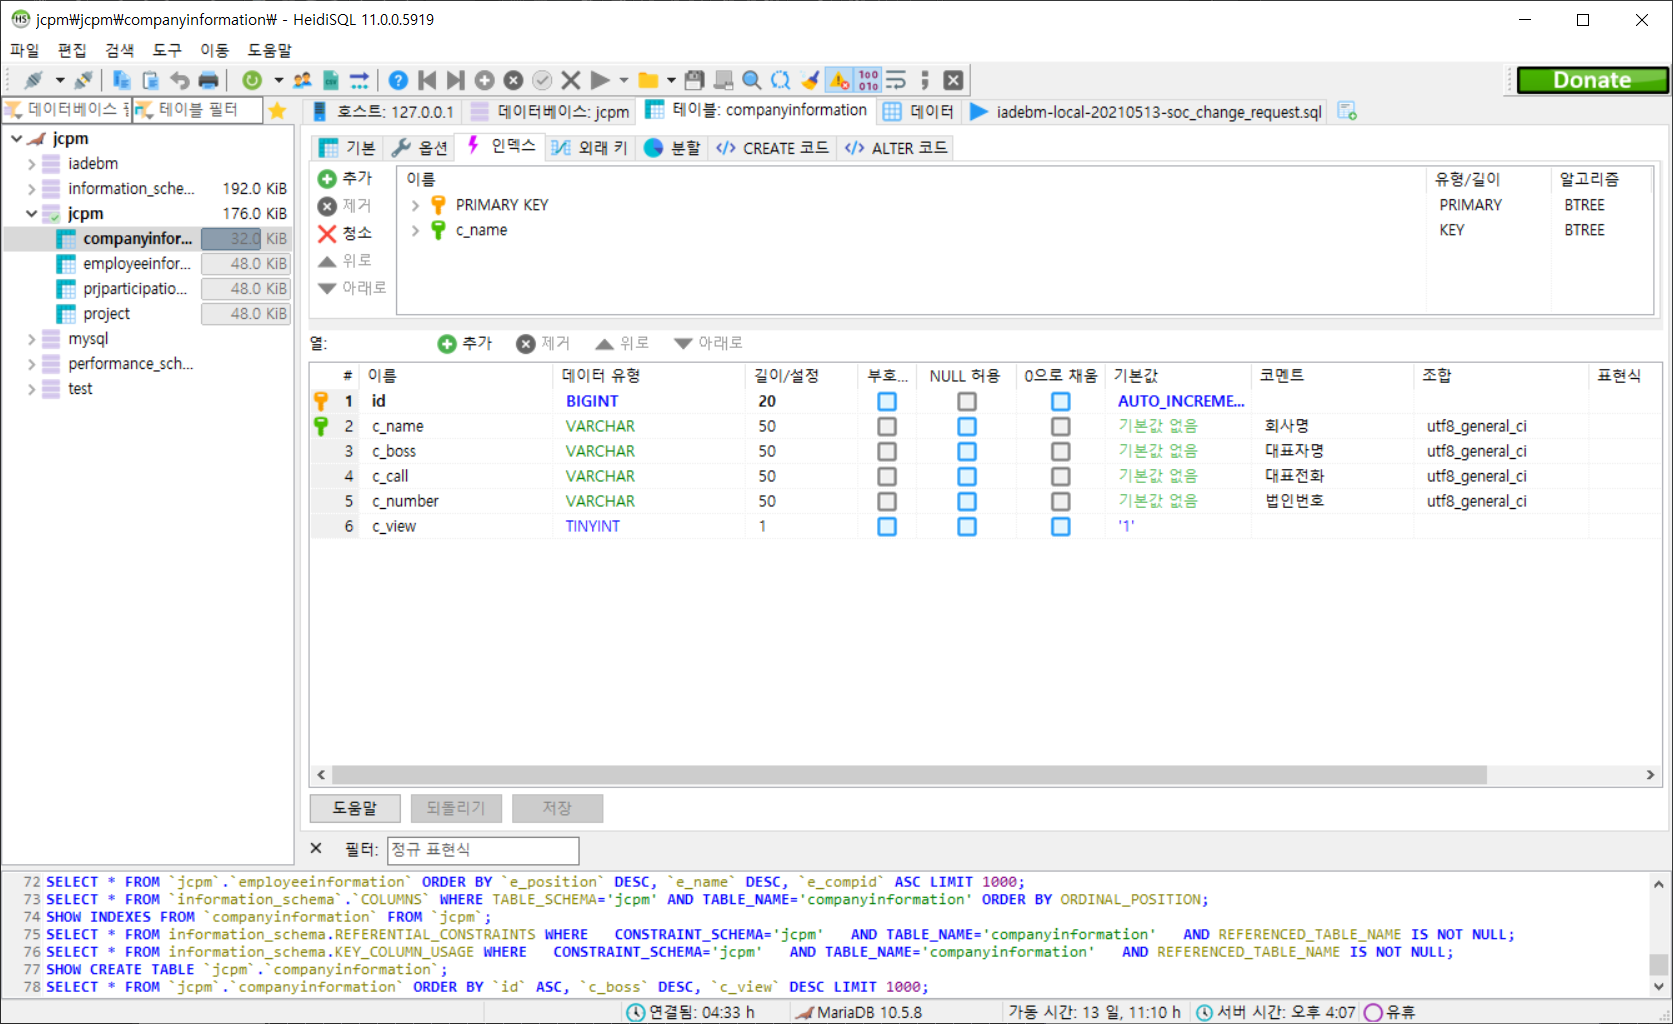 jcpm₩jcpm₩companyinformation₩ - HeidiSQL 11.0.0.5919
파일 편집 검색 도구 이동 도움말
Donate
데이터베이스 테이블 필터
호스트: 127.0.0.1 데이터베이스: jcpm 테이블: companyinformation 데이터 iadebm-local-20210513-soc_change_request.sql
jcpm
iadebm
information_sche... 192.0 KiB
jcpm 176.0 KiB
companyinfor... 32.0 KiB
employeeinfor... 48.0 KiB
prjparticipatio... 48.0 KiB
project 48.0 KiB
mysql
performance_sch...
test
기본 옵션 인덱스 외래 키 분할 </> CREATE 코드 </> ALTER 코드
추가
제거
청소
위로
아래로
이름 유형/길이 알고리즘
PRIMARY KEY PRIMARY BTREE
c_name KEY BTREE
열: 추가 제거 위로 아래로
# 이름 데이터 유형 길이/설정 부호... NULL 허용 0으로 채움 기본값 코멘트 조합 표현식
1 id BIGINT 20 AUTO_INCREME...
2 c_name VARCHAR 50 기본값 없음 회사명 utf8_general_ci
3 c_boss VARCHAR 50 기본값 없음 대표자명 utf8_general_ci
4 c_call VARCHAR 50 기본값 없음 대표전화 utf8_general_ci
5 c_number VARCHAR 50 기본값 없음 법인번호 utf8_general_ci
6 c_view TINYINT 1 '1'
도움말 되돌리기 저장
필터: 정규 표현식
72 SELECT * FROM `jcpm`.`employeeinformation` ORDER BY `e_position` DESC, `e_name` DESC, `e_compid` ASC LIMIT 1000;
73 SELECT * FROM `information_schema`.`COLUMNS` WHERE TABLE_SCHEMA='jcpm' AND TABLE_NAME='companyinformation' ORDER BY ORDINAL_POSITION;
74 SHOW INDEXES FROM `companyinformation` FROM `jcpm`;
75 SELECT * FROM information_schema.REFERENTIAL_CONSTRAINTS WHERE   CONSTRAINT_SCHEMA='jcpm'   AND TABLE_NAME='companyinformation'   AND REFERENCED_TABLE_NAME IS NOT NULL;
76 SELECT * FROM information_schema.KEY_COLUMN_USAGE WHERE   CONSTRAINT_SCHEMA='jcpm'   AND TABLE_NAME='companyinformation'   AND REFERENCED_TABLE_NAME IS NOT NULL;
77 SHOW CREATE TABLE `jcpm`.`companyinformation`;
78 SELECT * FROM `jcpm`.`companyinformation` ORDER BY `id` ASC, `c_boss` DESC, `c_view` DESC LIMIT 1000;
연결됨: 04:33 h MariaDB 10.5.8 가동 시간: 13 일, 11:10 h 서버 시간: 오후 4:07 유휴